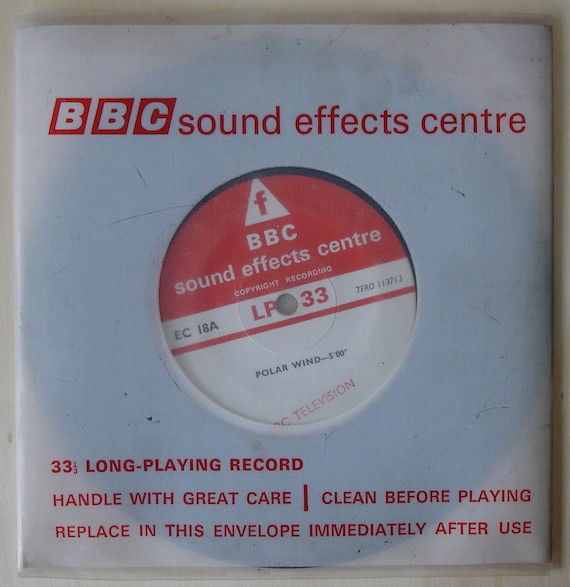 BBC sound effects centre
f
BBC
sound effects centre
COPYRIGHT RECORDING
LP 33
EC 18A
7FRO 113713
POLAR WIND—5'00"
TELEVISION
33⅓ LONG-PLAYING RECORD
HANDLE WITH GREAT CARE | CLEAN BEFORE PLAYING
REPLACE IN THIS ENVELOPE IMMEDIATELY AFTER USE